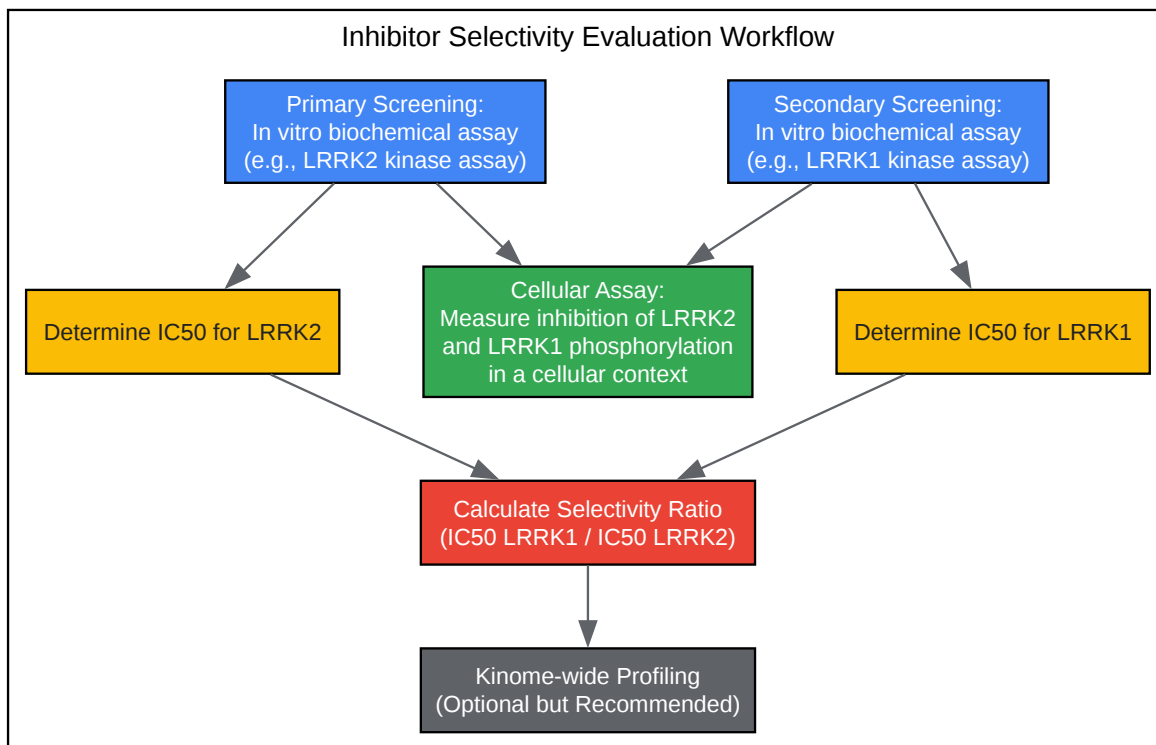 Inhibitor Selectivity Evaluation Workflow
Primary Screening:
In vitro biochemical assay
(e.g., LRRK2 kinase assay)
Secondary Screening:
In vitro biochemical assay
(e.g., LRRK1 kinase assay)
Determine IC50 for LRRK2
Cellular Assay:
Measure inhibition of LRRK2
and LRRK1 phosphorylation
in a cellular context
Determine IC50 for LRRK1
Calculate Selectivity Ratio
(IC50 LRRK1 / IC50 LRRK2)
Kinome-wide Profiling
(Optional but Recommended)